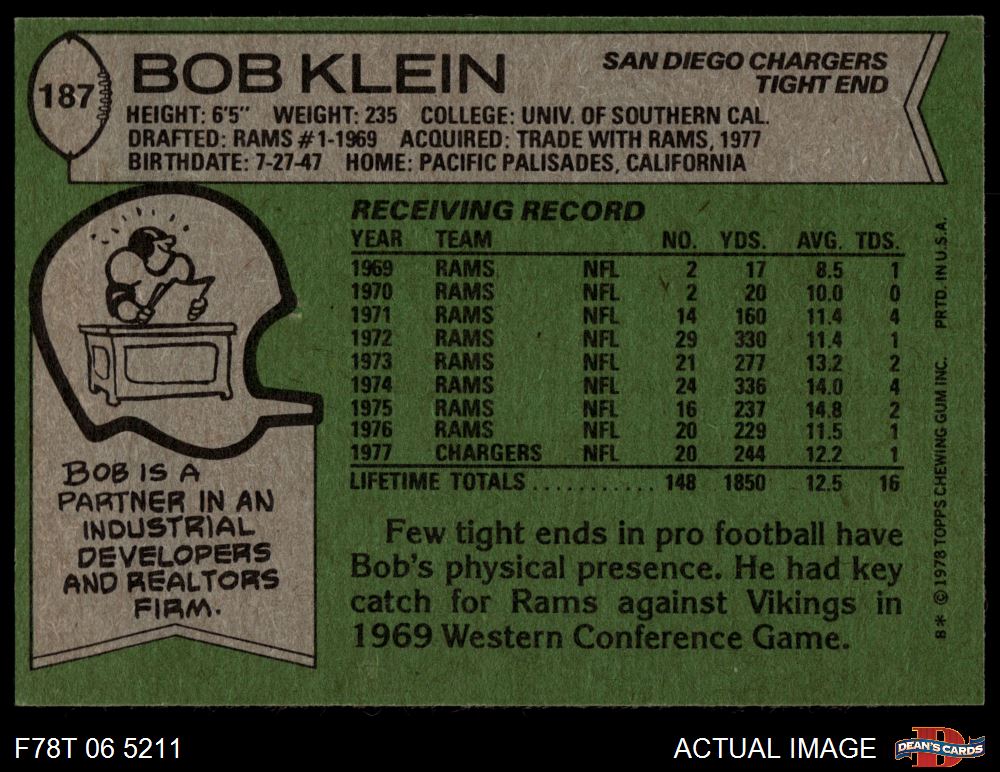 187
BOB KLEIN
SAN DIEGO CHARGERS
TIGHT END
HEIGHT: 6'5" WEIGHT: 235 COLLEGE: UNIV. OF SOUTHERN CAL.
DRAFTED: RAMS #1-1969 ACQUIRED: TRADE WITH RAMS, 1977
BIRTHDATE: 7-27-47 HOME: PACIFIC PALISADES, CALIFORNIA
RECEIVING RECORD
YEAR TEAM NO. YDS. AVG. TDS.
1969 RAMS NFL 2 17 8.5 1
1970 RAMS NFL 2 20 10.0 0
1971 RAMS NFL 14 160 11.4 4
1972 RAMS NFL 29 330 11.4 1
1973 RAMS NFL 21 277 13.2 2
1974 RAMS NFL 24 336 14.0 4
1975 RAMS NFL 16 237 14.8 2
1976 RAMS NFL 20 229 11.5 1
1977 CHARGERS NFL 20 244 12.2 1
LIFETIME TOTALS ........... 148 1850 12.5 16
BOB IS A
PARTNER IN AN
INDUSTRIAL
DEVELOPERS
AND REALTORS
FIRM.
Few tight ends in pro football have
Bob's physical presence. He had key
catch for Rams against Vikings in
1969 Western Conference Game.
B* © 1978 TOPPS CHEWING GUM INC. PRTD. IN U.S.A.
F78T 06 5211
ACTUAL IMAGE
D
DEAN'S CARDS